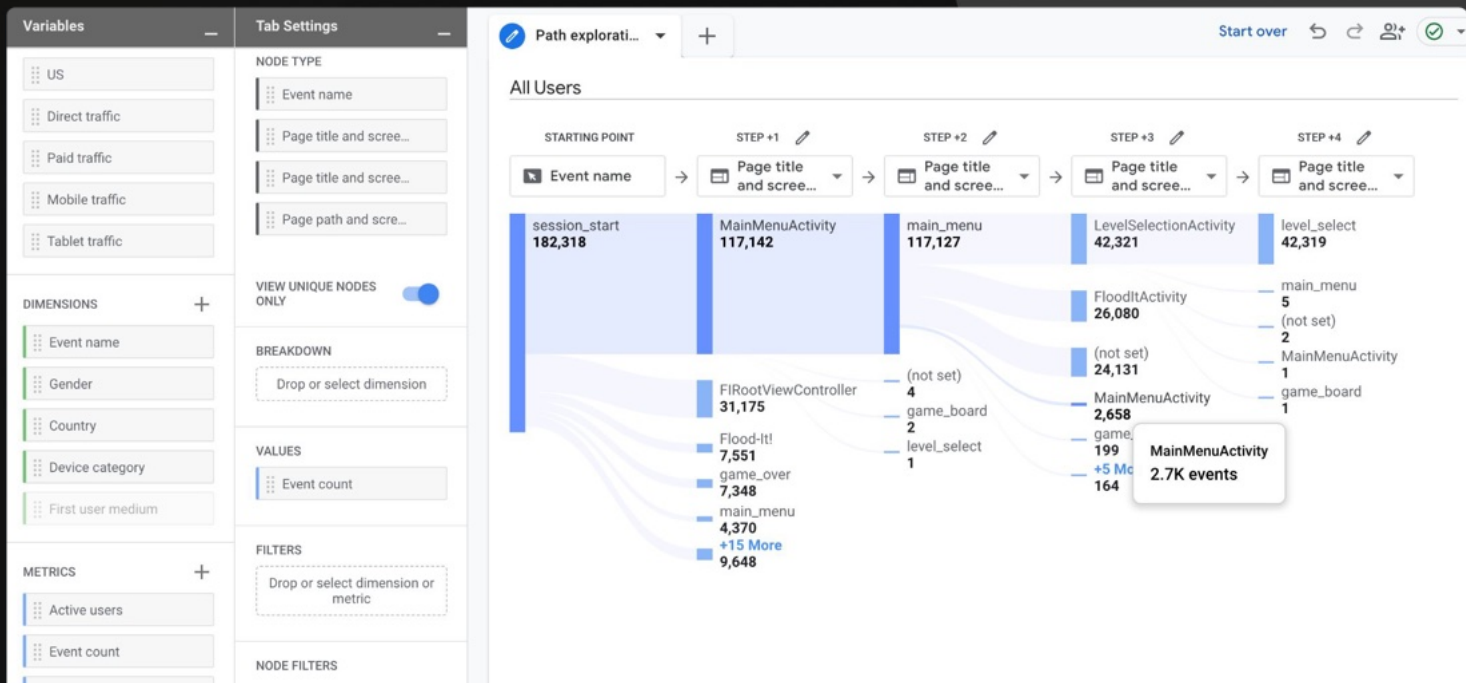 Variables
US
Direct traffic
Paid traffic
Mobile traffic
Tablet traffic
DIMENSIONS
Event name
Gender
Country
Device category
First user medium
METRICS
Active users
Event count
Tab Settings
NODE TYPE
Event name
Page title and scree...
Page title and scree...
Page path and scre...
VIEW UNIQUE NODES
ONLY
BREAKDOWN
Drop or select dimension
VALUES
Event count
FILTERS
Drop or select dimension or
metric
NODE FILTERS
Path explorati...
Start over
All Users
STARTING POINT
Event name
session_start
182,318
STEP +1
Page title
and scree...
MainMenuActivity
117,142
FIRootViewController
31,175
Flood-It!
7,551
game_over
7,348
main_menu
4,370
+15 More
9,648
STEP +2
Page title
and scree...
main_menu
117,127
(not set)
4
game_board
2
level_select
1
STEP +3
Page title
and scree...
LevelSelectionActivity
42,321
FloodItActivity
26,080
(not set)
24,131
MainMenuActivity
2,658
game_
199
+5 Mo
164
MainMenuActivity
2.7K events
STEP +4
Page title
and scree...
level_select
42,319
main_menu
5
(not set)
2
MainMenuActivity
1
game_board
1